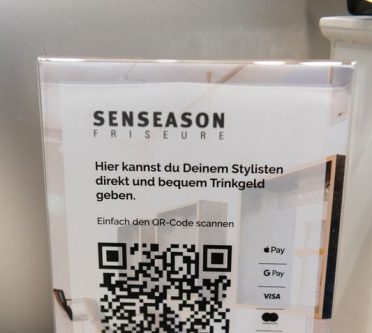 SENSEASON
FRISEURE
Hier kannst du Deinem Stylisten
direkt und bequem Trinkgeld
geben.
Einfach den QR-Code scannen
Pay
G Pay
VISA